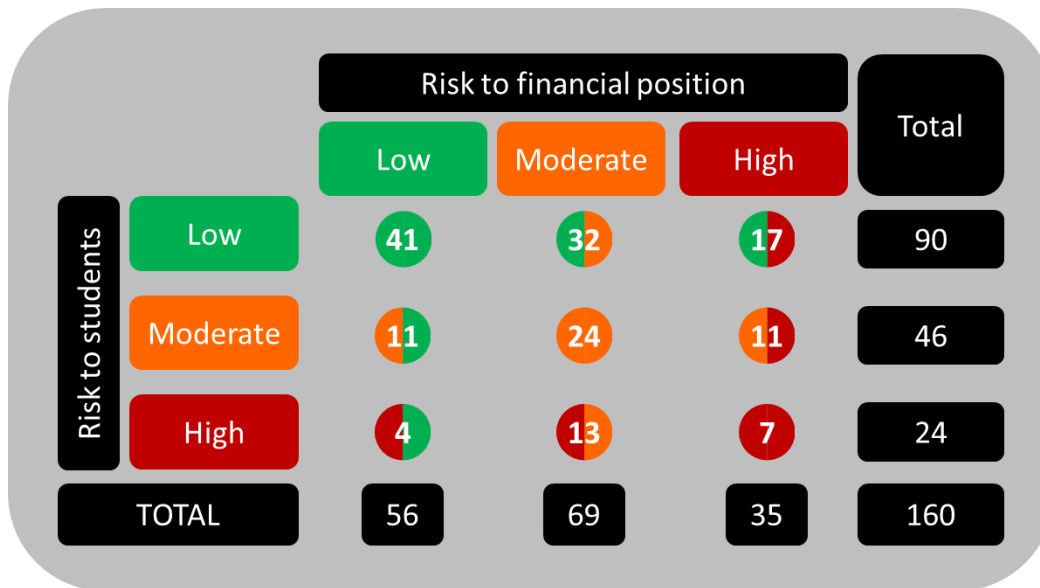 Risk to financial position
Total
Low Moderate High
Risk to students
Low 41 32 17 90
Moderate 11 24 11 46
High 4 13 7 24
TOTAL 56 69 35 160